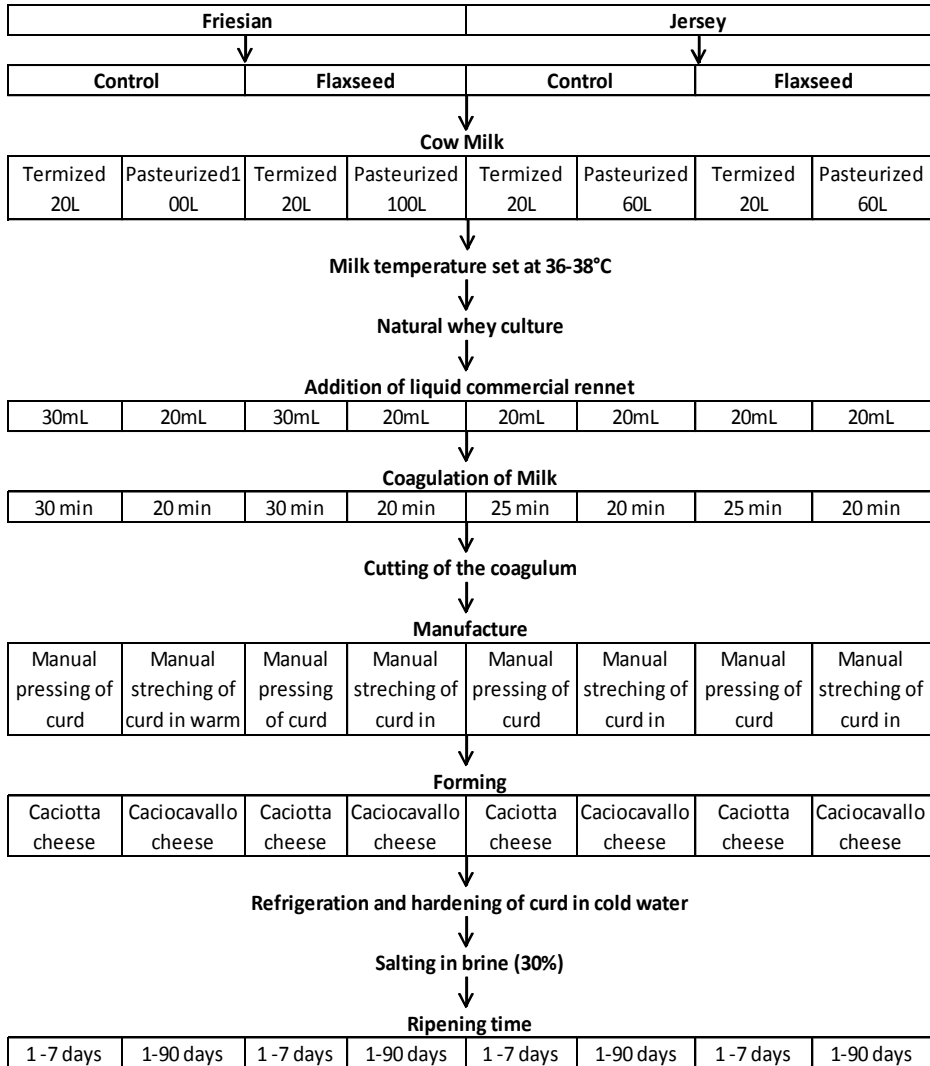 Friesian Jersey
Control Flaxseed Control Flaxseed
Cow Milk
Termized Pasteurized1 Termized Pasteurized Termized Pasteurized Termized Pasteurized
20L 00L 20L 100L 20L 60L 20L 60L
Milk temperature set at 36-38°C
Natural whey culture
Addition of liquid commercial rennet
30mL 20mL 30mL 20mL 20mL 20mL 20mL 20mL
Coagulation of Milk
30 min 20 min 30 min 20 min 25 min 20 min 25 min 20 min
Cutting of the coagulum
Manufacture
Manual Manual Manual Manual Manual Manual Manual Manual
pressing of streching of pressing streching of pressing of streching of pressing of streching of
curd curd in warm of curd curd in curd curd in curd curd in
Forming
Caciotta Caciocavallo Caciotta Caciocavallo Caciotta Caciocavallo Caciotta Caciocavallo
cheese cheese cheese cheese cheese cheese cheese cheese
Refrigeration and hardening of curd in cold water
Salting in brine (30%)
Ripening time
1 -7 days 1-90 days 1 -7 days 1-90 days 1 -7 days 1-90 days 1 -7 days 1-90 days